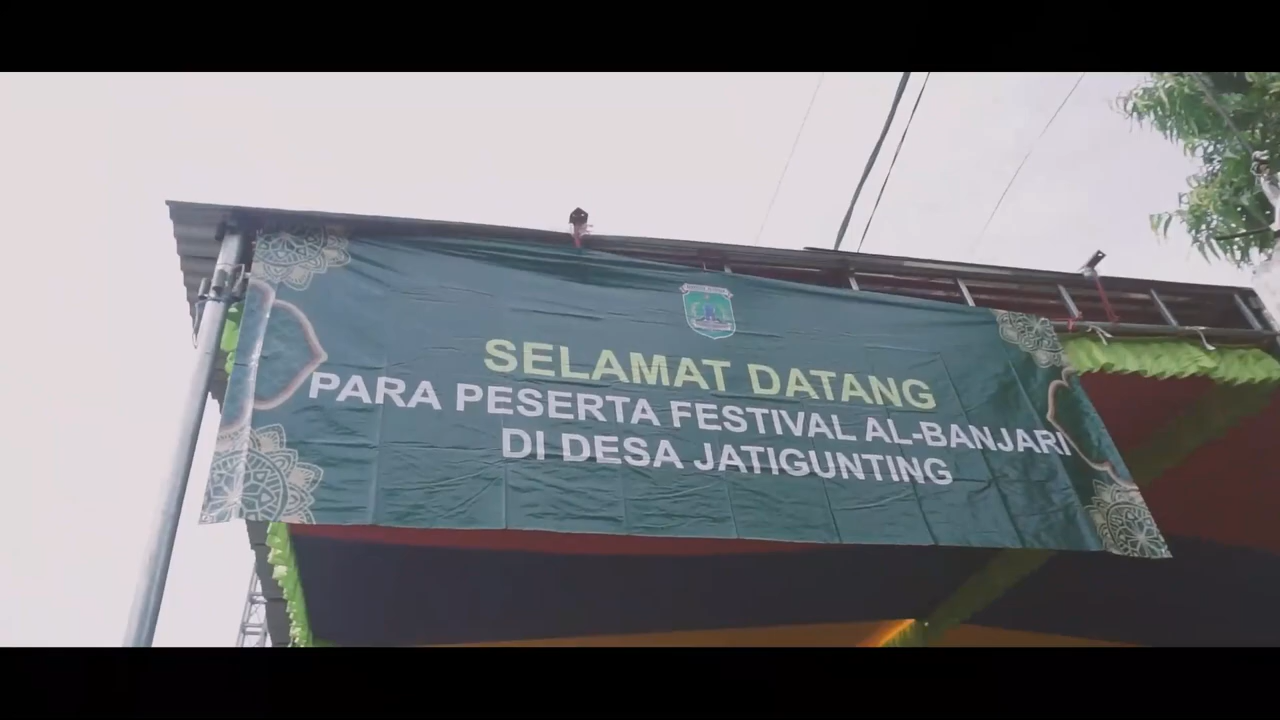 SELAMAT DATANG
PARA PESERTA FESTIVAL AL-BANJARI
DI DESA JATIGUNTING